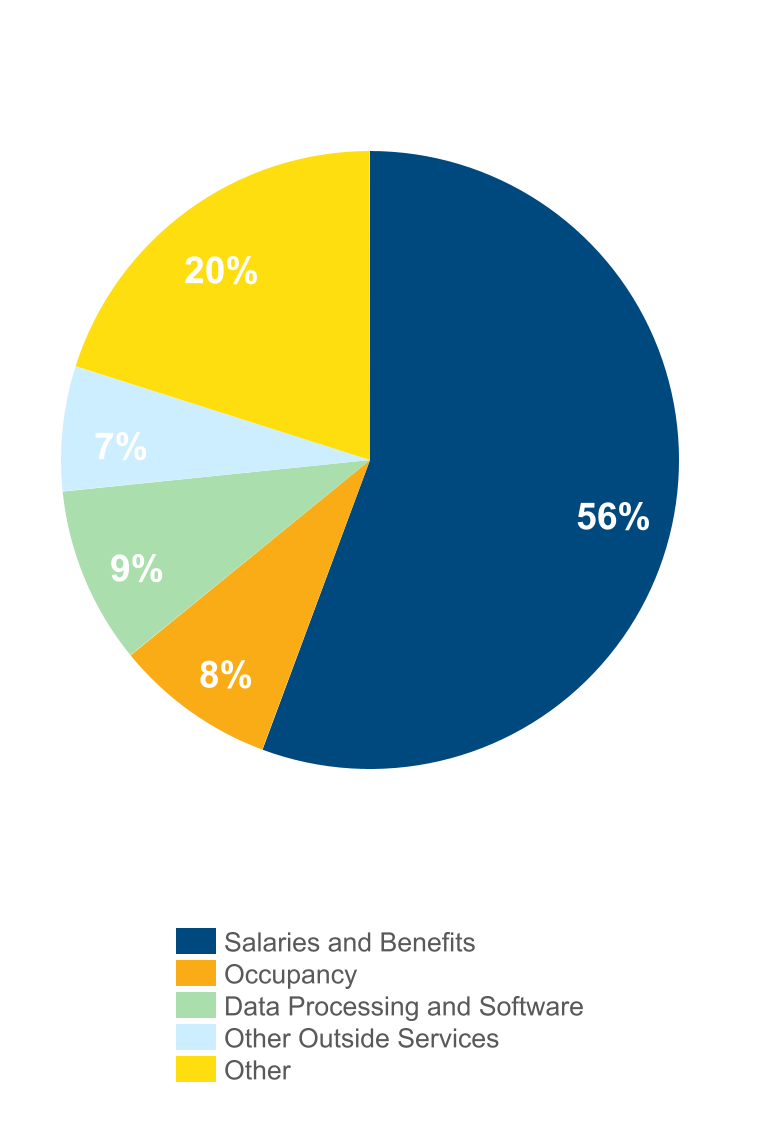 20%
7%
56%
9%
8%
Salaries and Benefits
Occupancy
Data Processing and Software
Other Outside Services
Other